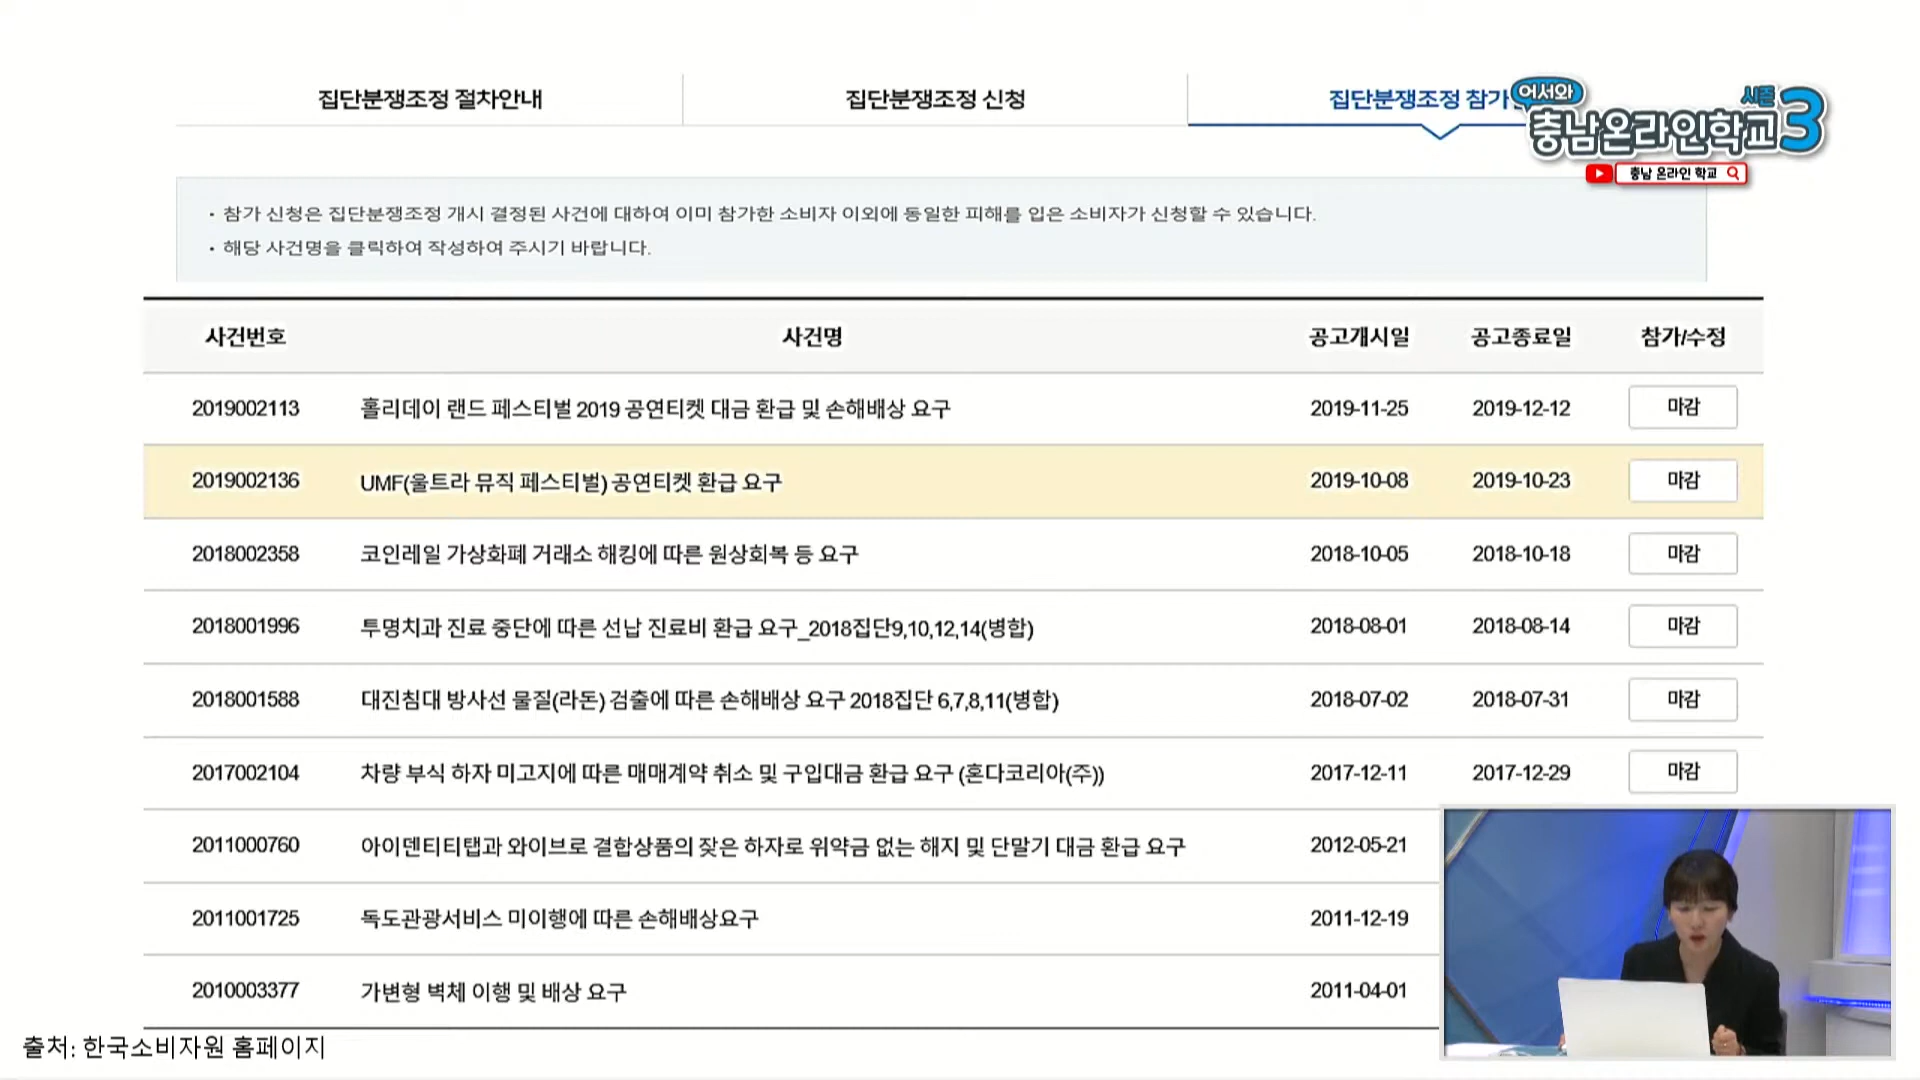 집단분쟁조정 절차안내
집단분쟁조정 신청
집단분쟁조정 참가
어서와
시즌3
충남온라인학교
충남 온라인 학교
· 참가 신청은 집단분쟁조정 개시 결정된 사건에 대하여 이미 참가한 소비자 이외에 동일한 피해를 입은 소비자가 신청할 수 있습니다.
· 해당 사건명을 클릭하여 작성하여 주시기 바랍니다.
사건번호 사건명 공고개시일 공고종료일 참가/수정
2019002113 홀리데이 랜드 페스티벌 2019 공연티켓 대금 환급 및 손해배상 요구 2019-11-25 2019-12-12 마감
2019002136 UMF(울트라 뮤직 페스티벌) 공연티켓 환급 요구 2019-10-08 2019-10-23 마감
2018002358 코인레일 가상화폐 거래소 해킹에 따른 원상회복 등 요구 2018-10-05 2018-10-18 마감
2018001996 투명치과 진료 중단에 따른 선납 진료비 환급 요구_2018집단9,10,12,14(병합) 2018-08-01 2018-08-14 마감
2018001588 대진침대 방사선 물질(라돈) 검출에 따른 손해배상 요구 2018집단 6,7,8,11(병합) 2018-07-02 2018-07-31 마감
2017002104 차량 부식 하자 미고지에 따른 매매계약 취소 및 구입대금 환급 요구 (혼다코리아(주)) 2017-12-11 2017-12-29 마감
2011000760 아이덴티티탭과 와이브로 결합상품의 잦은 하자로 위약금 없는 해지 및 단말기 대금 환급 요구 2012-05-21
2011001725 독도관광서비스 미이행에 따른 손해배상요구 2011-12-19
2010003377 가변형 벽체 이행 및 배상 요구 2011-04-01
출처: 한국소비자원 홈페이지